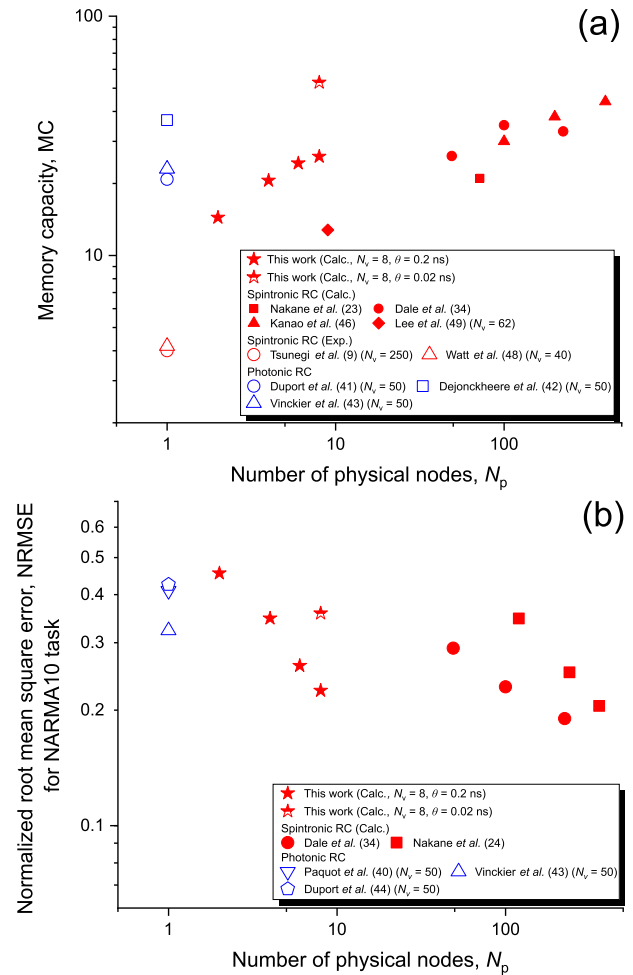 (a)
100
10
Memory capacity, MC
This work (Calc., Nv = 8, θ = 0.2 ns)
This work (Calc., Nv = 8, θ = 0.02 ns)
Spintronic RC (Calc.)
Nakane et al. (23) Dale et al. (34)
Kanao et al. (46) Lee et al. (49) (Nv = 62)
Spintronic RC (Exp.)
Tsunegi et al. (9) (Nv = 250) Watt et al. (48) (Nv = 40)
Photonic RC
Duport et al. (41) (Nv = 50) Dejonckheere et al. (42) (Nv = 50)
Vinckier et al. (43) (Nv = 50)
1 10 100
Number of physical nodes, Np
(b)
0.6
0.5
0.4
0.3
0.2
0.1
Normalized root mean square error, NRMSE
for NARMA10 task
This work (Calc., Nv = 8, θ = 0.2 ns)
This work (Calc., Nv = 8, θ = 0.02 ns)
Spintronic RC (Calc.)
Dale et al. (34) Nakane et al. (24)
Photonic RC
Paquot et al. (40) (Nv = 50) Vinckier et al. (43) (Nv = 50)
Duport et al. (44) (Nv = 50)
1 10 100
Number of physical nodes, Np